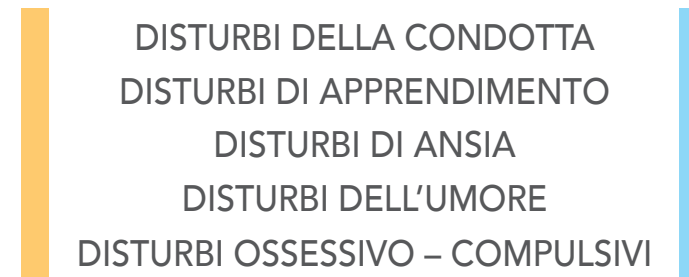 DISTURBI DELLA CONDOTTA
DISTURBI DI APPRENDIMENTO
DISTURBI DI ANSIA
DISTURBI DELL’UMORE
DISTURBI OSSESSIVO – COMPULSIVI